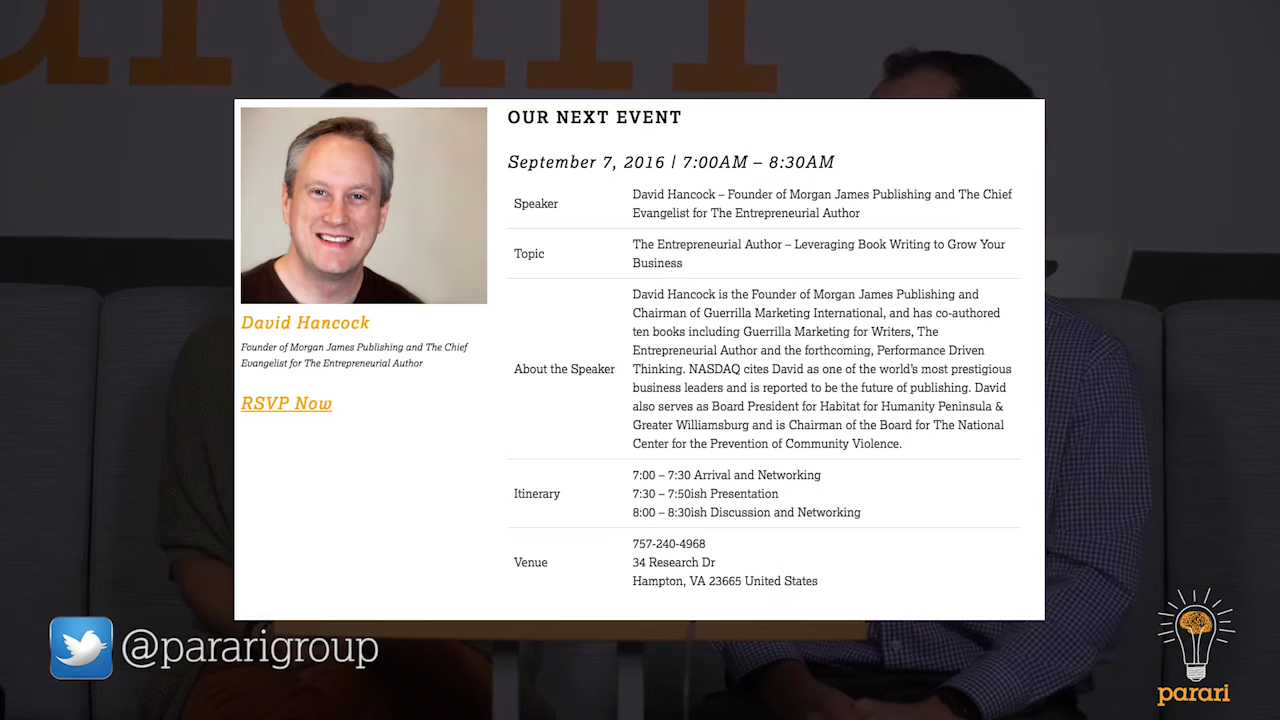 arari
OUR NEXT EVENT
September 7, 2016 | 7:00AM – 8:30AM
Speaker
David Hancock – Founder of Morgan James Publishing and The Chief
Evangelist for The Entrepreneurial Author
Topic
The Entrepreneurial Author – Leveraging Book Writing to Grow Your
Business
About the Speaker
David Hancock is the Founder of Morgan James Publishing and
Chairman of Guerrilla Marketing International, and has co-authored
ten books including Guerrilla Marketing for Writers, The
Entrepreneurial Author and the forthcoming, Performance Driven
Thinking. NASDAQ cites David as one of the world's most prestigious
business leaders and is reported to be the future of publishing. David
also serves as Board President for Habitat for Humanity Peninsula &
Greater Williamsburg and is Chairman of the Board for The National
Center for the Prevention of Community Violence.
Itinerary
7:00 – 7:30 Arrival and Networking
7:30 – 7:50ish Presentation
8:00 – 8:30ish Discussion and Networking
Venue
757-240-4968
34 Research Dr
Hampton, VA 23665 United States
David Hancock
Founder of Morgan James Publishing and The Chief
Evangelist for The Entrepreneurial Author
RSVP Now
@pararigroup
parari